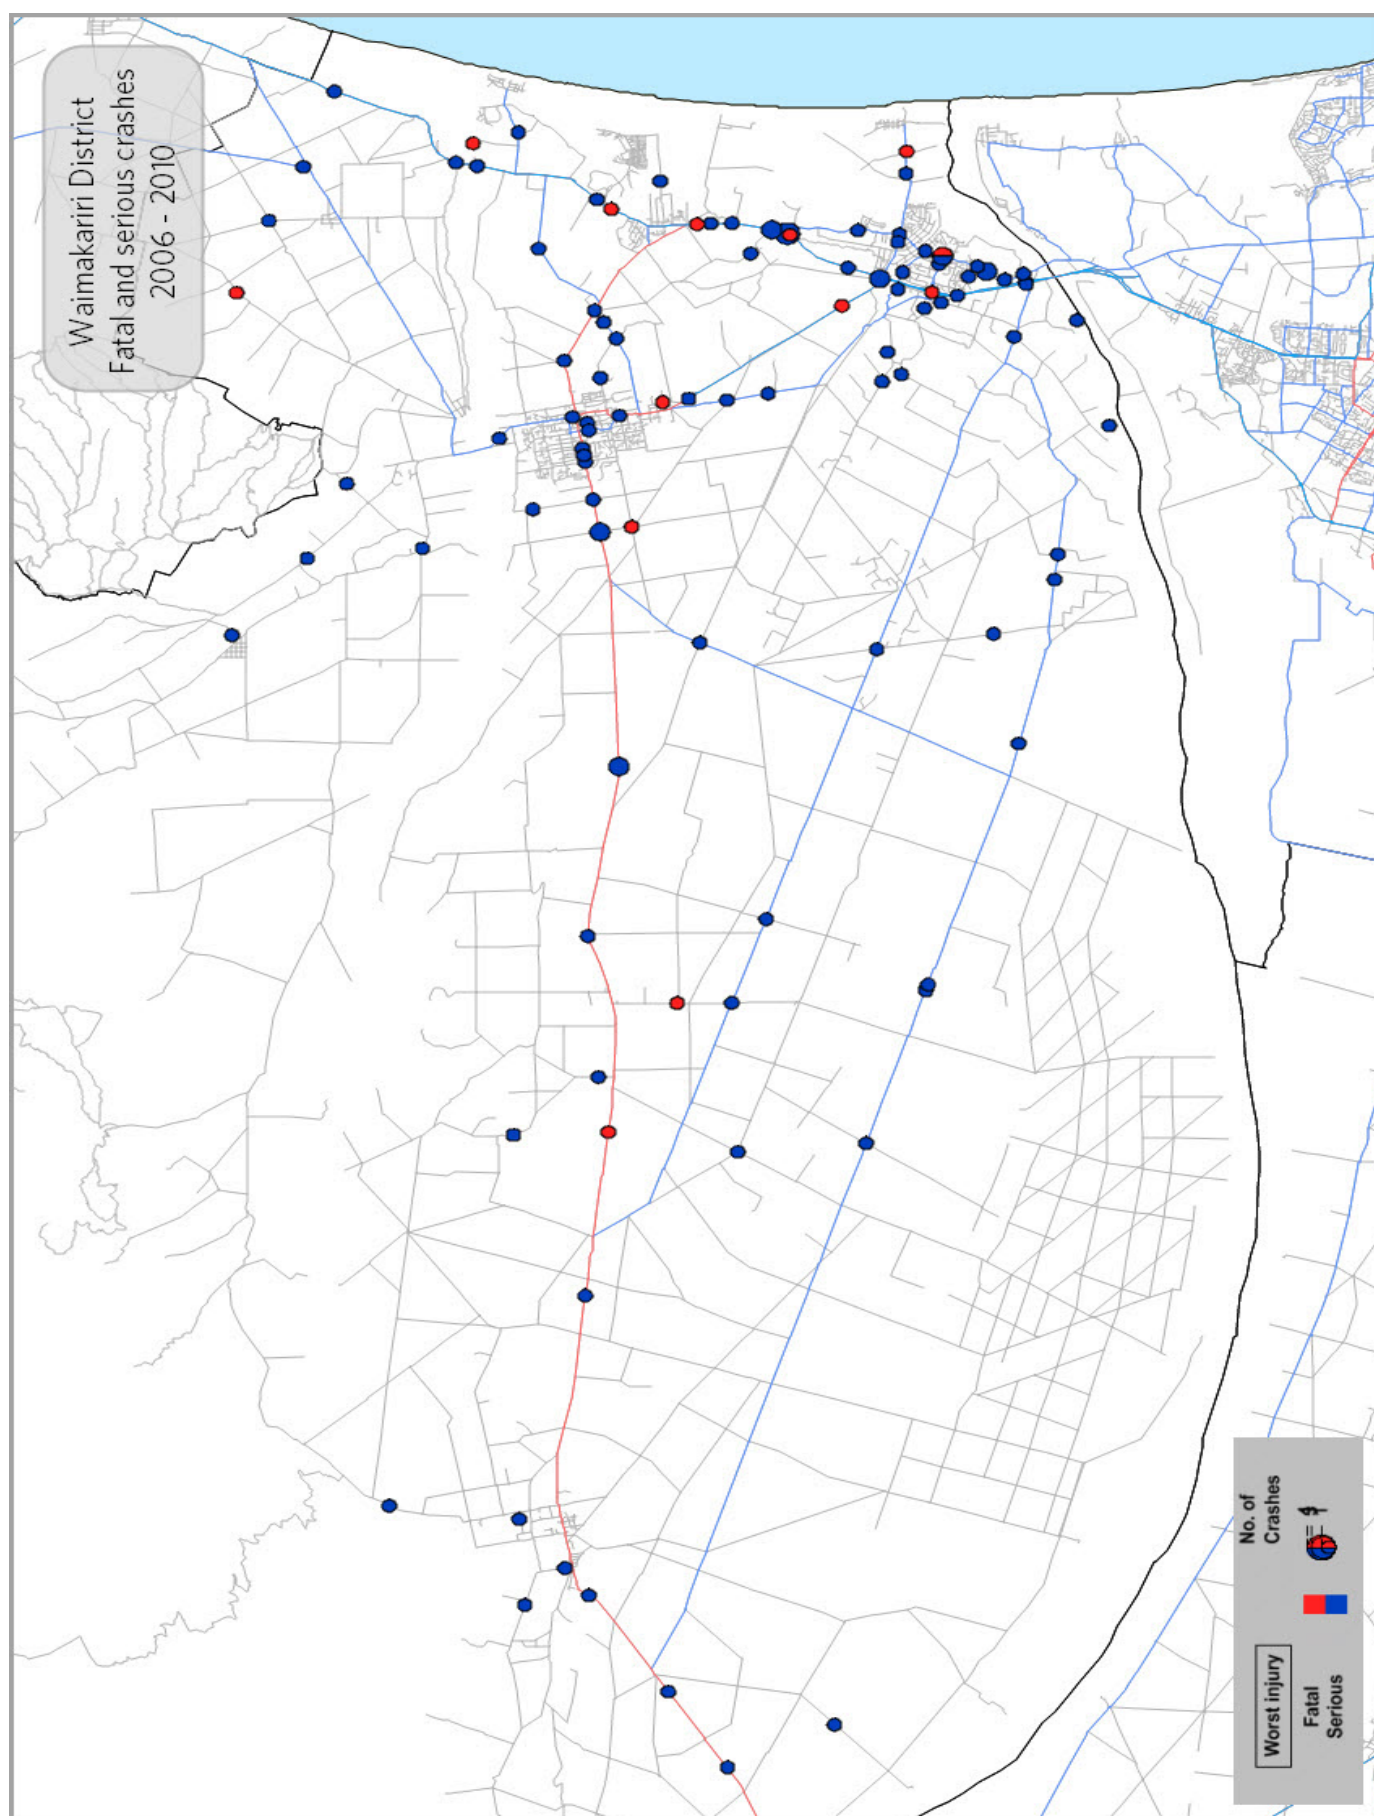 Waimakariri District
Fatal and serious crashes
2006 - 2010
Worst injury
Fatal
Serious
No. of
Crashes